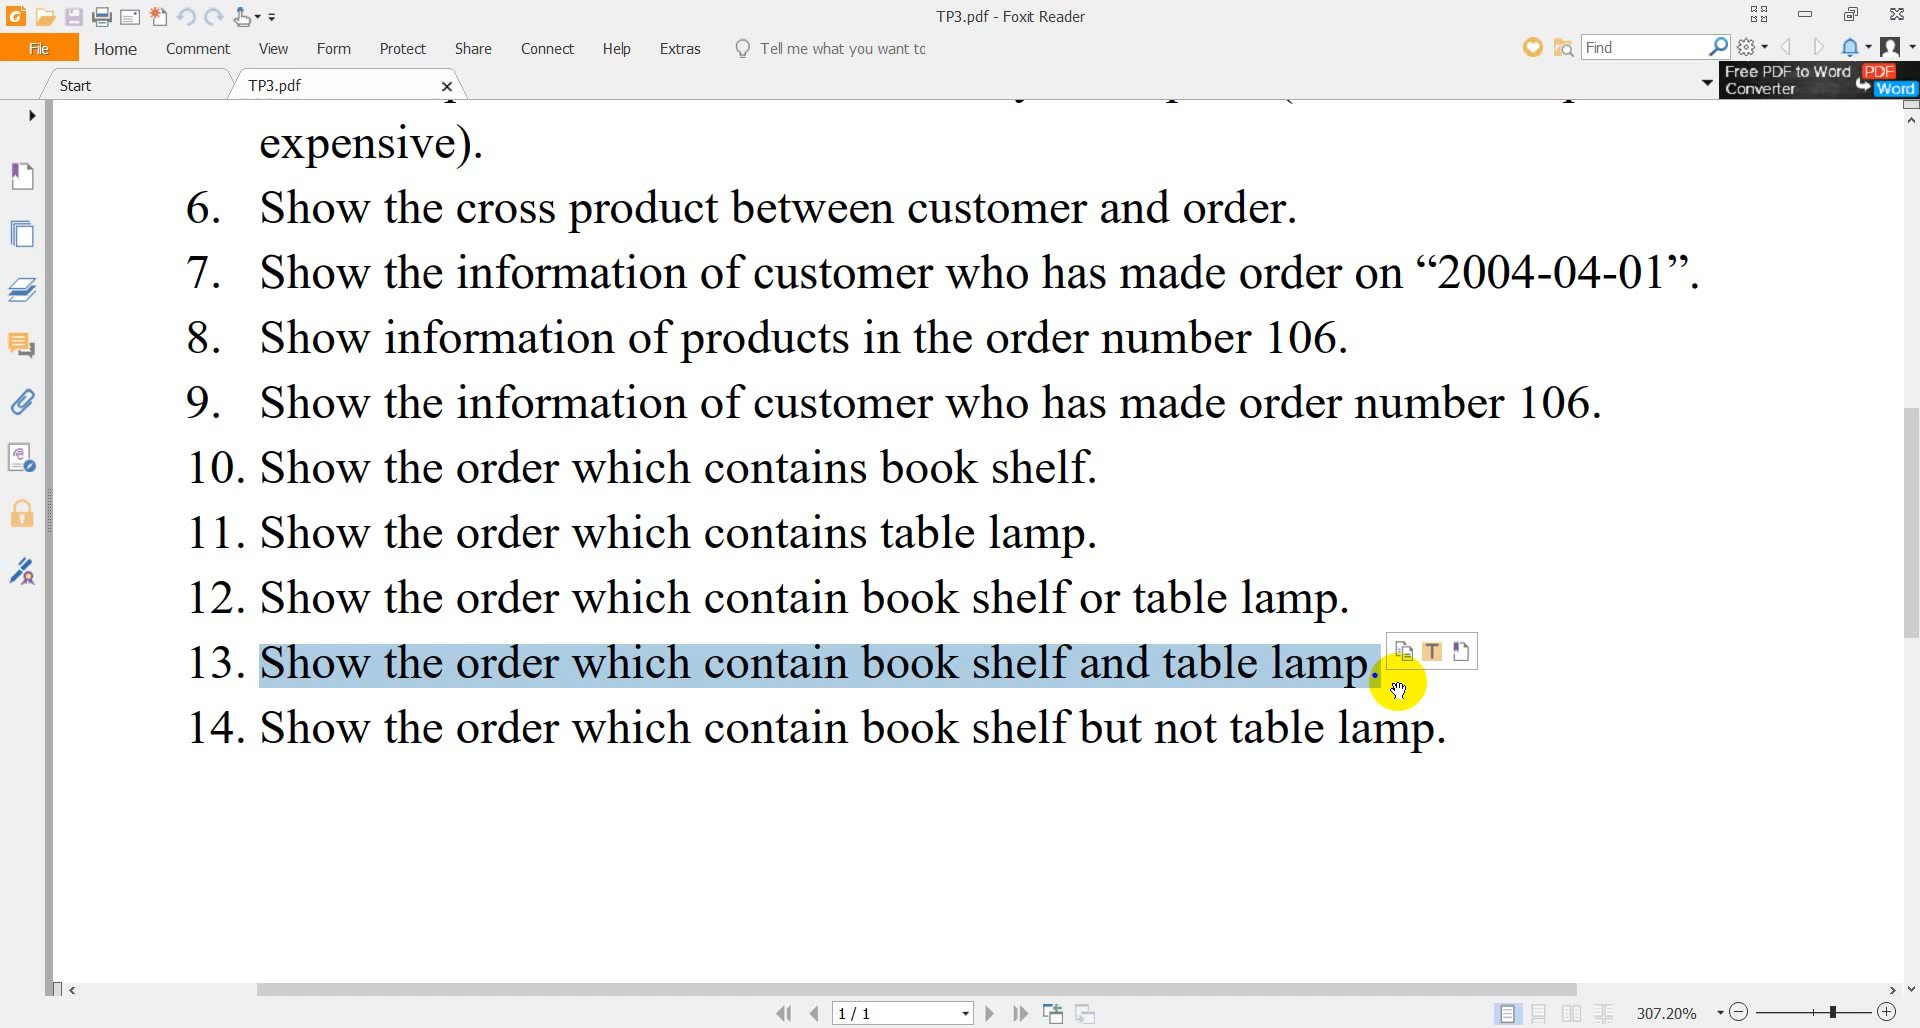 TP3.pdf - Foxit Reader
File Home Comment View Form Protect Share Connect Help Extras Tell me what you want to Find
Start TP3.pdf Free PDF to Word PDF
Converter Word
expensive).
6. Show the cross product between customer and order.
7. Show the information of customer who has made order on “2004-04-01”.
8. Show information of products in the order number 106.
9. Show the information of customer who has made order number 106.
10. Show the order which contains book shelf.
11. Show the order which contains table lamp.
12. Show the order which contain book shelf or table lamp.
13. Show the order which contain book shelf and table lamp.
14. Show the order which contain book shelf but not table lamp.
1 / 1 307.20%